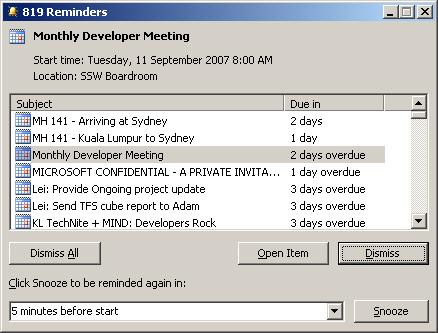 819 Reminders
Monthly Developer Meeting
Start time: Tuesday, 11 September 2007 8:00 AM
Location: SSW Boardroom
Subject Due in
MH 141 - Arriving at Sydney 2 days
MH 141 - Kuala Lumpur to Sydney 1 day
Monthly Developer Meeting 2 days overdue
MICROSOFT CONFIDENTIAL - A PRIVATE INVITA... 1 day overdue
Lei: Provide Ongoing project update 3 days overdue
Lei: Send TFS cube report to Adam 3 days overdue
KL TechNite + MIND: Developers Rock 3 days overdue
Dismiss All Open Item Dismiss
Click Snooze to be reminded again in:
5 minutes before start Snooze